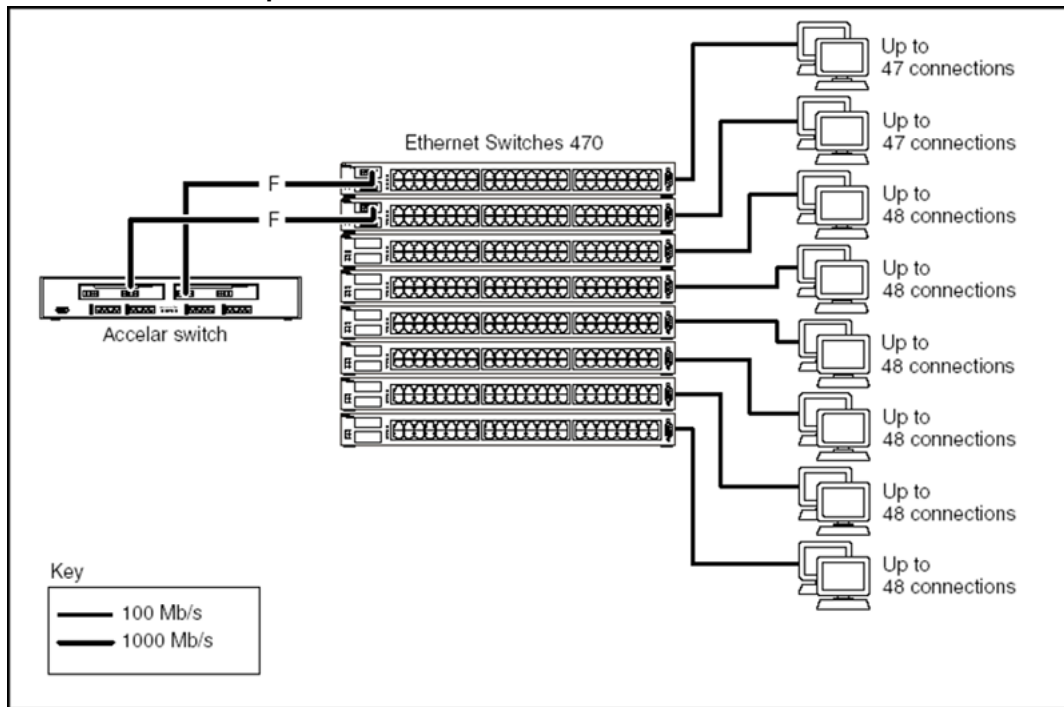 Up to
47 connections
Up to
47 connections
Ethernet Switches 470
F
Up to
48 connections
F
Up to
48 connections
Accelar switch
Up to
48 connections
Up to
48 connections
Up to
48 connections
Up to
48 connections
Key
100 Mb/s
1000 Mb/s